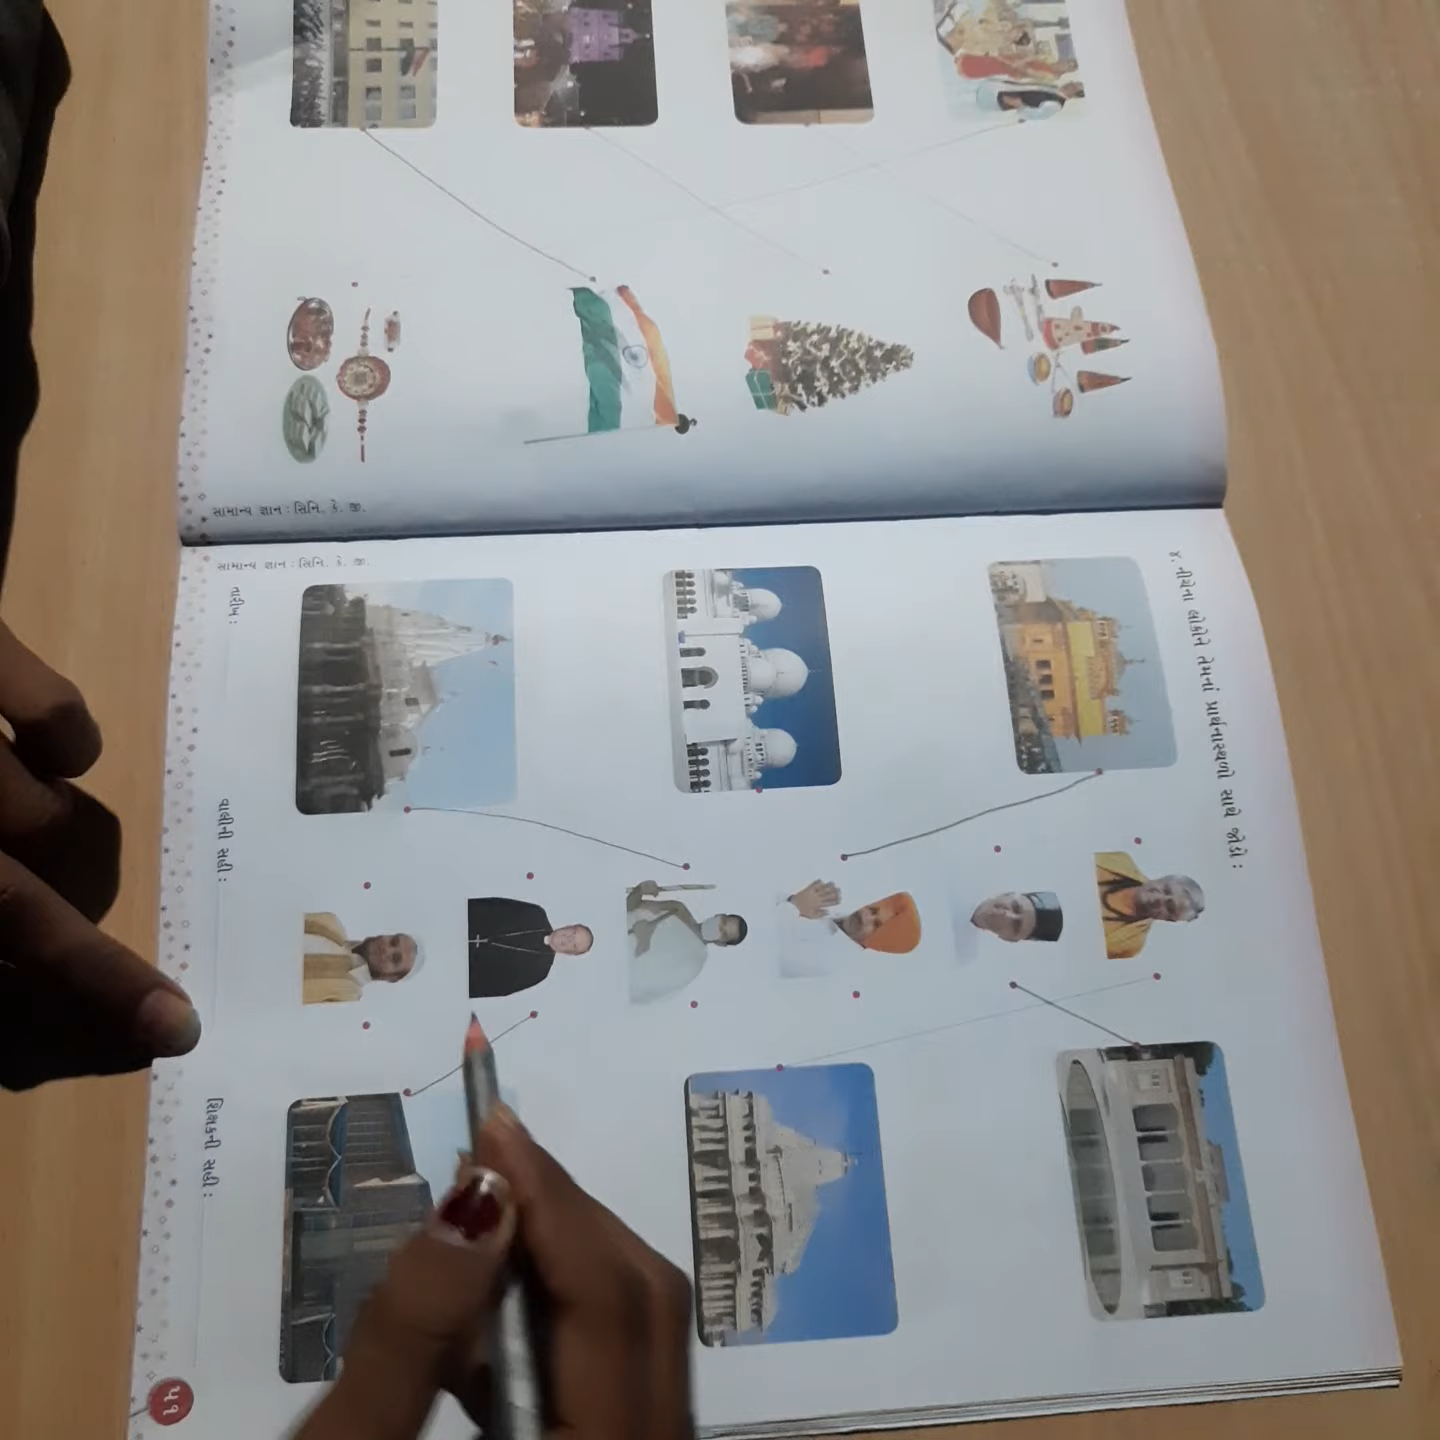 સામાન્ય જ્ઞાન : સિનિ. કે. જી.
૪. નીચેના લોકોને તેમનાં પ્રાર્થનાસ્થળો સાથે જોડો :
સામાન્ય જ્ઞાન : સિનિ. કે. જી.
તારીખ :
વાલીની સહી :
શિક્ષકની સહી :
૫૧